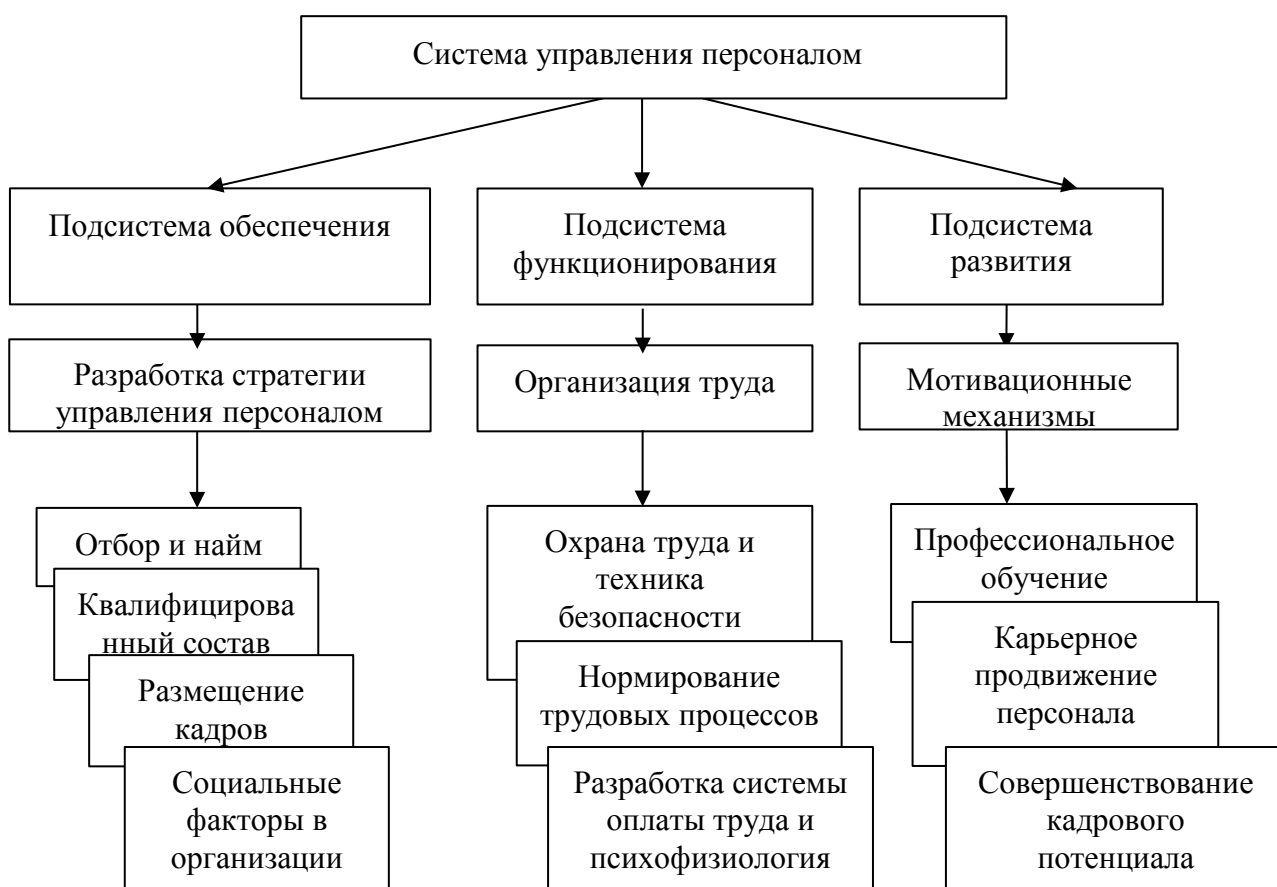 Система управления персоналом
Подсистема обеспечения
Подсистема
функционирования
Подсистема
развития
Разработка стратегии
управления персоналом
Организация труда
Мотивационные
механизмы
Отбор и найм
Квалифицирова
нный состав
Размещение
кадров
Социальные
факторы в
организации
Охрана труда и
техника
безопасности
Нормирование
трудовых процессов
Разработка системы
оплаты труда и
психофизиология
Профессиональное
обучение
Карьерное
продвижение
персонала
Совершенствование
кадрового
потенциала